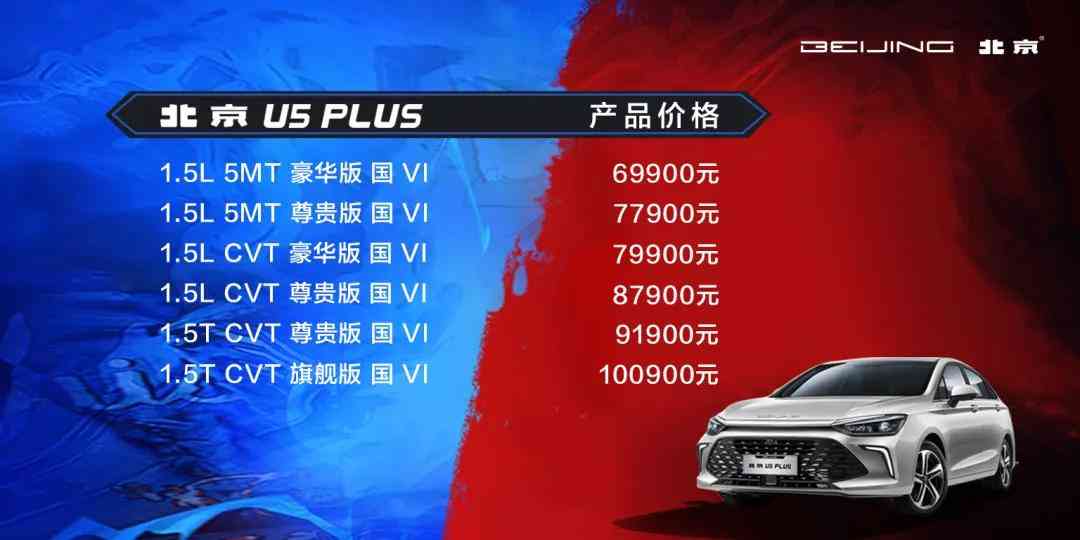 BEIJING 北京
北京 U5 PLUS 产品价格
1.5L 5MT 豪华版 国 VI 69900元
1.5L 5MT 尊贵版 国 VI 77900元
1.5L CVT 豪华版 国 VI 79900元
1.5L CVT 尊贵版 国 VI 87900元
1.5T CVT 尊贵版 国 VI 91900元
1.5T CVT 旗舰版 国 VI 100900元
北京 U5 PLUS